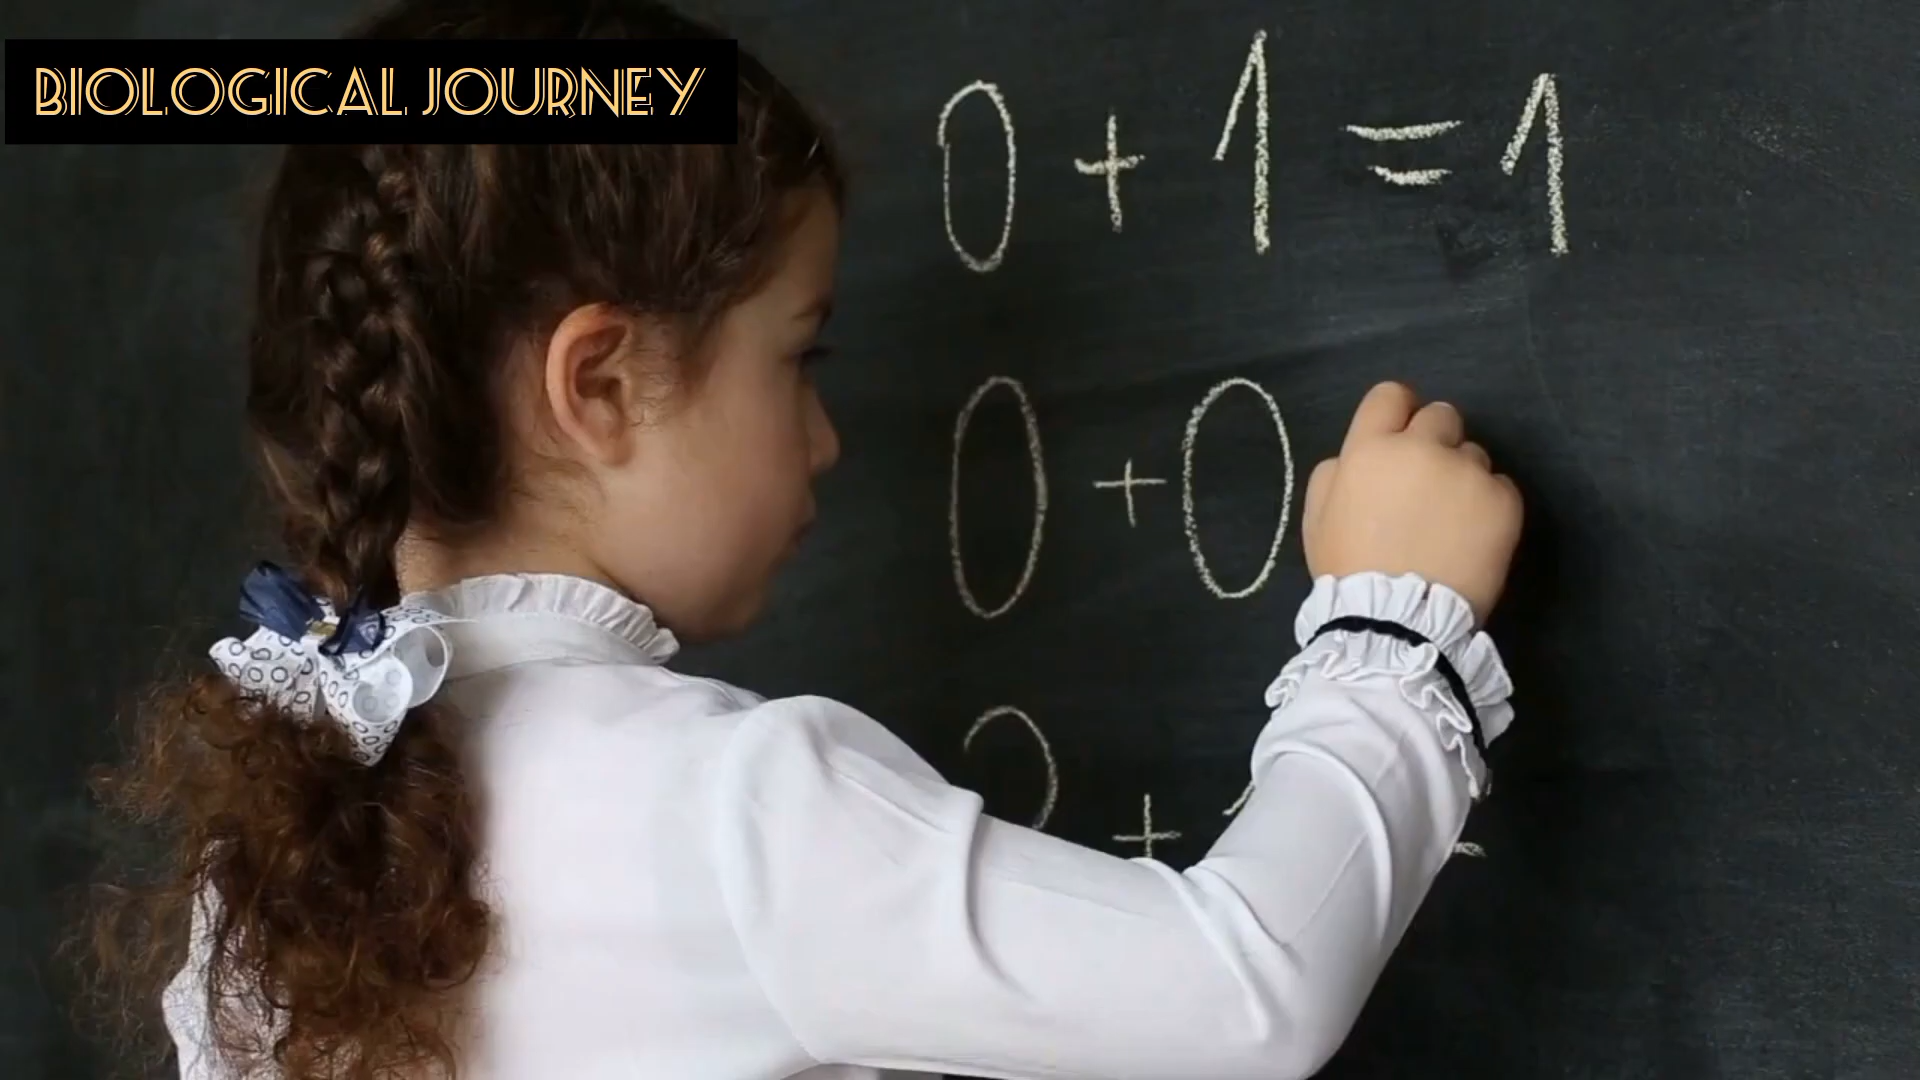 BIOLOGICAL JOURNEY
0 + 1 = 1
0 + 0
+